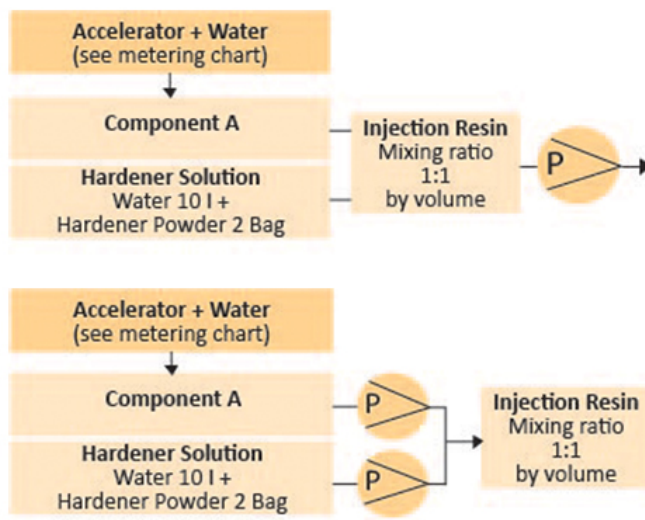 Accelerator + Water
(see metering chart)
Component A
Hardener Solution
Water 10 l +
Hardener Powder 2 Bag
Injection Resin
Mixing ratio
1:1
by volume
P
Accelerator + Water
(see metering chart)
Component A
Hardener Solution
Water 10 l +
Hardener Powder 2 Bag
P
P
Injection Resin
Mixing ratio
1:1
by volume